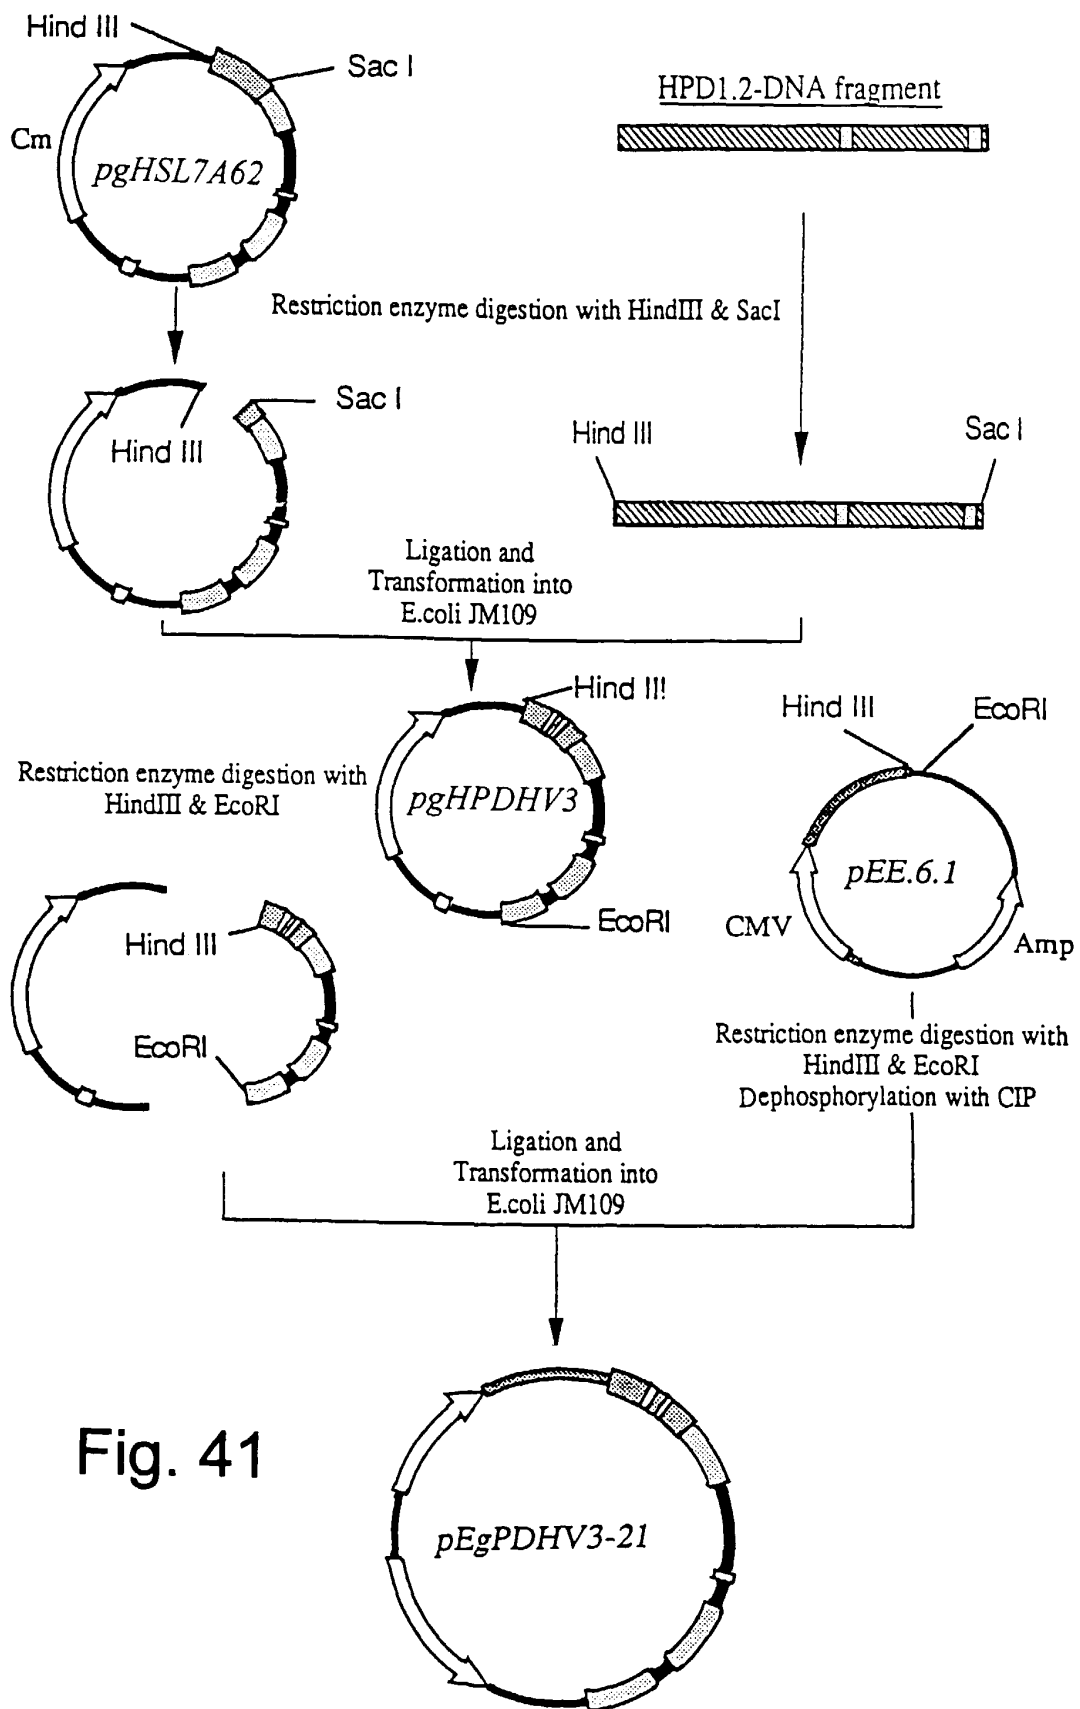 Hind III
Sac I
HPD1.2-DNA fragment
Cm
pgHSL7A62
Restriction enzyme digestion with HindIII & SacI
Sac I
Hind III
Hind III
Sac I
Ligation and
Transformation into
E.coli JM109
Hind II!
Hind III
EcoRI
Restriction enzyme digestion with
HindIII & EcoRI
pgHPDHV3
pEE.6.1
Hind III
EcoRI
CMV
Amp
EcoRI
Restriction enzyme digestion with
HindIII & EcoRI
Dephosphorylation with CIP
Ligation and
Transformation into
E.coli JM109
Fig. 41
pEgPDHV3-21